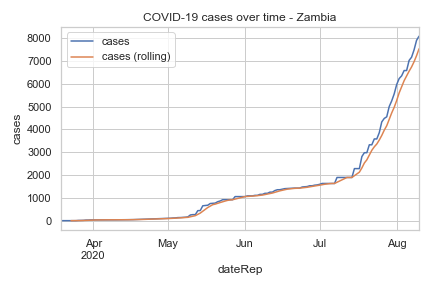 COVID-19 cases over time - Zambia
cases
cases (rolling)
8000
7000
6000
5000
4000
3000
2000
1000
0
cases
Apr
2020
May
Jun
Jul
Aug
dateRep